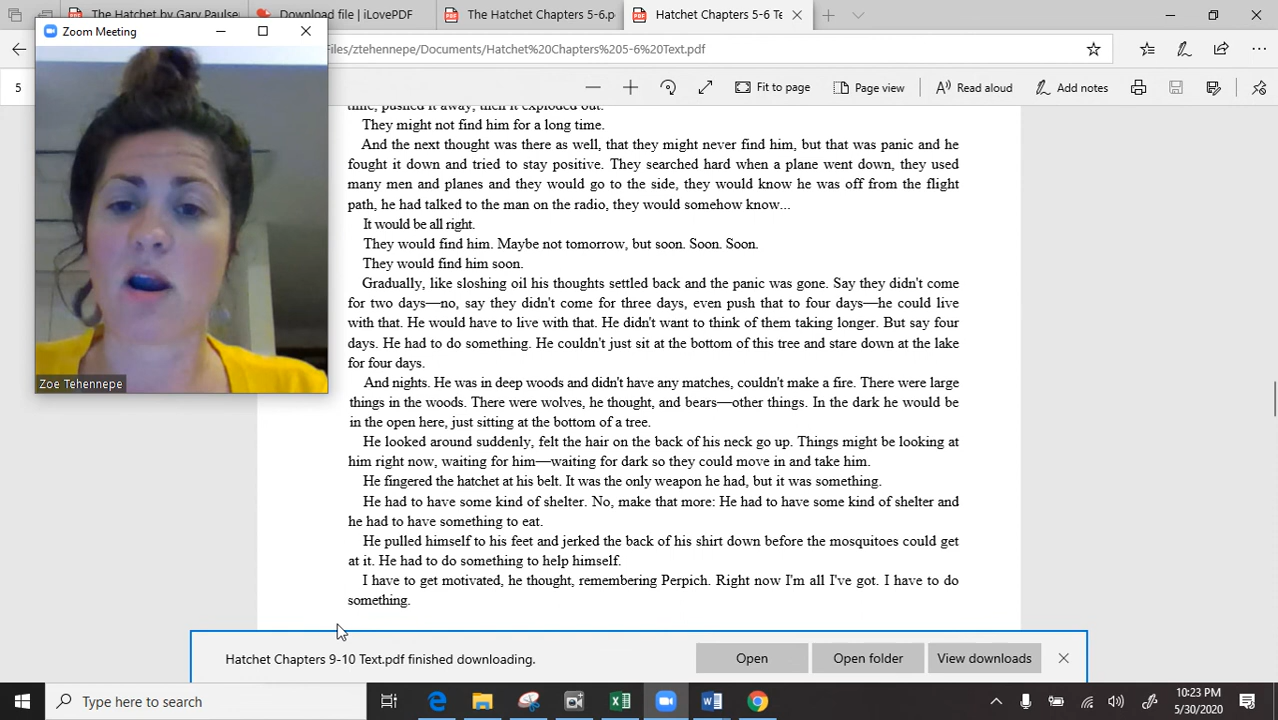 The Hatchet by Gary Paulse
Download file | iLovePDF
The Hatchet Chapters 5-6.p
Hatchet Chapters 5-6 Te
Zoom Meeting
Files/ztehennepe/Documents/Hatchet%20Chapters%205-6%20Text.pdf
5
Fit to page
Page view
Read aloud
Add notes
time, pushed it away, then it exploded out.
They might not find him for a long time.
And the next thought was there as well, that they might never find him, but that was panic and he
fought it down and tried to stay positive. They searched hard when a plane went down, they used
many men and planes and they would go to the side, they would know he was off from the flight
path, he had talked to the man on the radio, they would somehow know...
It would be all right.
They would find him. Maybe not tomorrow, but soon. Soon. Soon.
They would find him soon.
Gradually, like sloshing oil his thoughts settled back and the panic was gone. Say they didn't come
for two days—no, say they didn't come for three days, even push that to four days—he could live
with that. He would have to live with that. He didn't want to think of them taking longer. But say four
days. He had to do something. He couldn't just sit at the bottom of this tree and stare down at the lake
for four days.
And nights. He was in deep woods and didn't have any matches, couldn't make a fire. There were large
things in the woods. There were wolves, he thought, and bears—other things. In the dark he would be
in the open here, just sitting at the bottom of a tree.
He looked around suddenly, felt the hair on the back of his neck go up. Things might be looking at
him right now, waiting for him—waiting for dark so they could move in and take him.
He fingered the hatchet at his belt. It was the only weapon he had, but it was something.
He had to have some kind of shelter. No, make that more: He had to have some kind of shelter and
he had to have something to eat.
He pulled himself to his feet and jerked the back of his shirt down before the mosquitoes could get
at it. He had to do something to help himself.
I have to get motivated, he thought, remembering Perpich. Right now I'm all I've got. I have to do
something.
Zoe Tehennepe
Hatchet Chapters 9-10 Text.pdf finished downloading.
Open
Open folder
View downloads
Type here to search
10:23 PM
5/30/2020